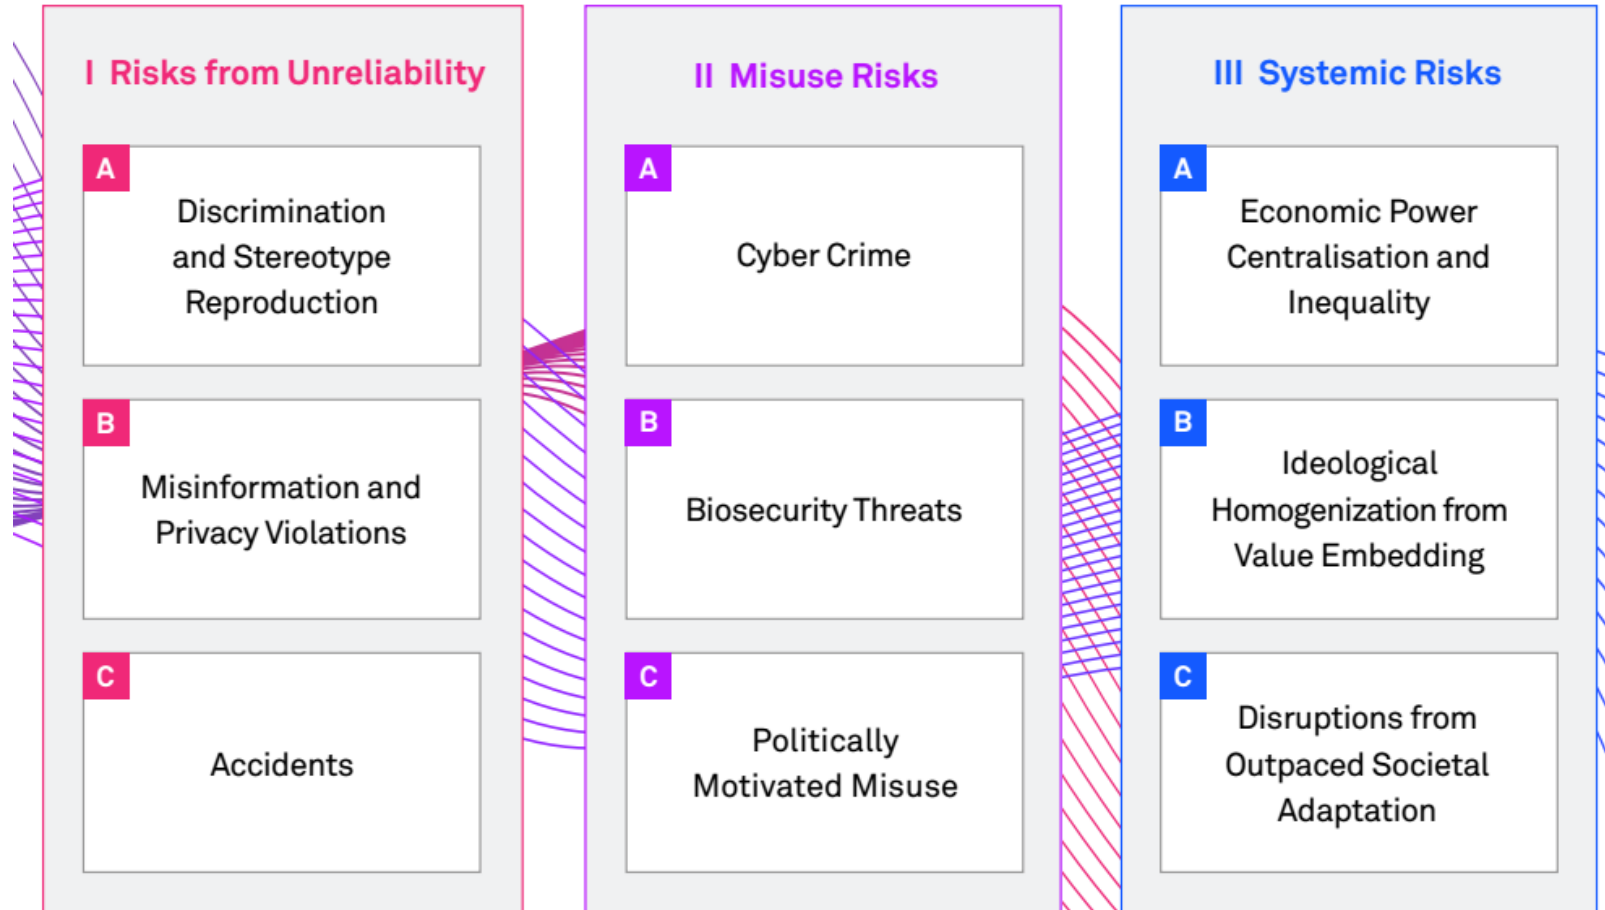 I Risks from Unreliability
A
Discrimination
and Stereotype
Reproduction
B
Misinformation and
Privacy Violations
C
Accidents
II Misuse Risks
A
Cyber Crime
B
Biosecurity Threats
C
Politically
Motivated Misuse
III Systemic Risks
A
Economic Power
Centralisation and
Inequality
B
Ideological
Homogenization from
Value Embedding
C
Disruptions from
Outpaced Societal
Adaptation